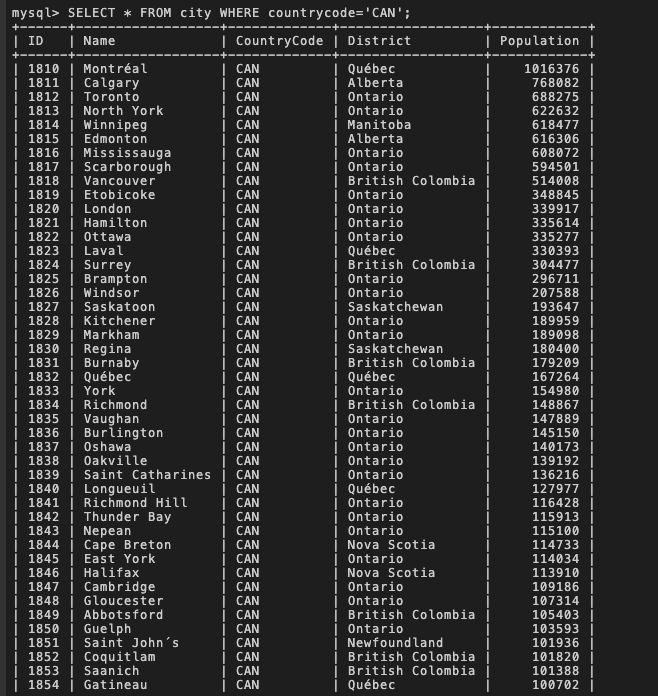 mysql> SELECT * FROM city WHERE countrycode='CAN';
+------+------------------+-------------+------------------+------------+
| ID | Name | CountryCode | District | Population |
+------+------------------+-------------+------------------+------------+
| 1810 | Montréal | CAN | Québec | 1016376 |
| 1811 | Calgary | CAN | Alberta | 768082 |
| 1812 | Toronto | CAN | Ontario | 688275 |
| 1813 | North York | CAN | Ontario | 622632 |
| 1814 | Winnipeg | CAN | Manitoba | 618477 |
| 1815 | Edmonton | CAN | Alberta | 616306 |
| 1816 | Mississauga | CAN | Ontario | 608072 |
| 1817 | Scarborough | CAN | Ontario | 594501 |
| 1818 | Vancouver | CAN | British Colombia | 514008 |
| 1819 | Etobicoke | CAN | Ontario | 348845 |
| 1820 | London | CAN | Ontario | 339917 |
| 1821 | Hamilton | CAN | Ontario | 335614 |
| 1822 | Ottawa | CAN | Ontario | 335277 |
| 1823 | Laval | CAN | Québec | 330393 |
| 1824 | Surrey | CAN | British Colombia | 304477 |
| 1825 | Brampton | CAN | Ontario | 296711 |
| 1826 | Windsor | CAN | Ontario | 207588 |
| 1827 | Saskatoon | CAN | Saskatchewan | 193647 |
| 1828 | Kitchener | CAN | Ontario | 189959 |
| 1829 | Markham | CAN | Ontario | 189098 |
| 1830 | Regina | CAN | Saskatchewan | 180400 |
| 1831 | Burnaby | CAN | British Colombia | 179209 |
| 1832 | Québec | CAN | Québec | 167264 |
| 1833 | York | CAN | Ontario | 154980 |
| 1834 | Richmond | CAN | British Colombia | 148867 |
| 1835 | Vaughan | CAN | Ontario | 147889 |
| 1836 | Burlington | CAN | Ontario | 145150 |
| 1837 | Oshawa | CAN | Ontario | 140173 |
| 1838 | Oakville | CAN | Ontario | 139192 |
| 1839 | Saint Catharines | CAN | Ontario | 136216 |
| 1840 | Longueuil | CAN | Québec | 127977 |
| 1841 | Richmond Hill | CAN | Ontario | 116428 |
| 1842 | Thunder Bay | CAN | Ontario | 115913 |
| 1843 | Nepean | CAN | Ontario | 115100 |
| 1844 | Cape Breton | CAN | Nova Scotia | 114733 |
| 1845 | East York | CAN | Ontario | 114034 |
| 1846 | Halifax | CAN | Nova Scotia | 113910 |
| 1847 | Cambridge | CAN | Ontario | 109186 |
| 1848 | Gloucester | CAN | Ontario | 107314 |
| 1849 | Abbotsford | CAN | British Colombia | 105403 |
| 1850 | Guelph | CAN | Ontario | 103593 |
| 1851 | Saint John´s | CAN | Newfoundland | 101936 |
| 1852 | Coquitlam | CAN | British Colombia | 101820 |
| 1853 | Saanich | CAN | British Colombia | 101388 |
| 1854 | Gatineau | CAN | Québec | 100702 |